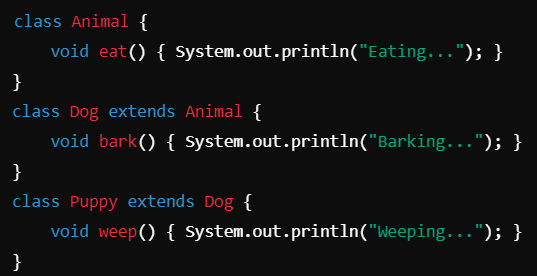 class Animal {
    void eat() { System.out.println("Eating..."); }
}
class Dog extends Animal {
    void bark() { System.out.println("Barking..."); }
}
class Puppy extends Dog {
    void weep() { System.out.println("Weeping..."); }
}